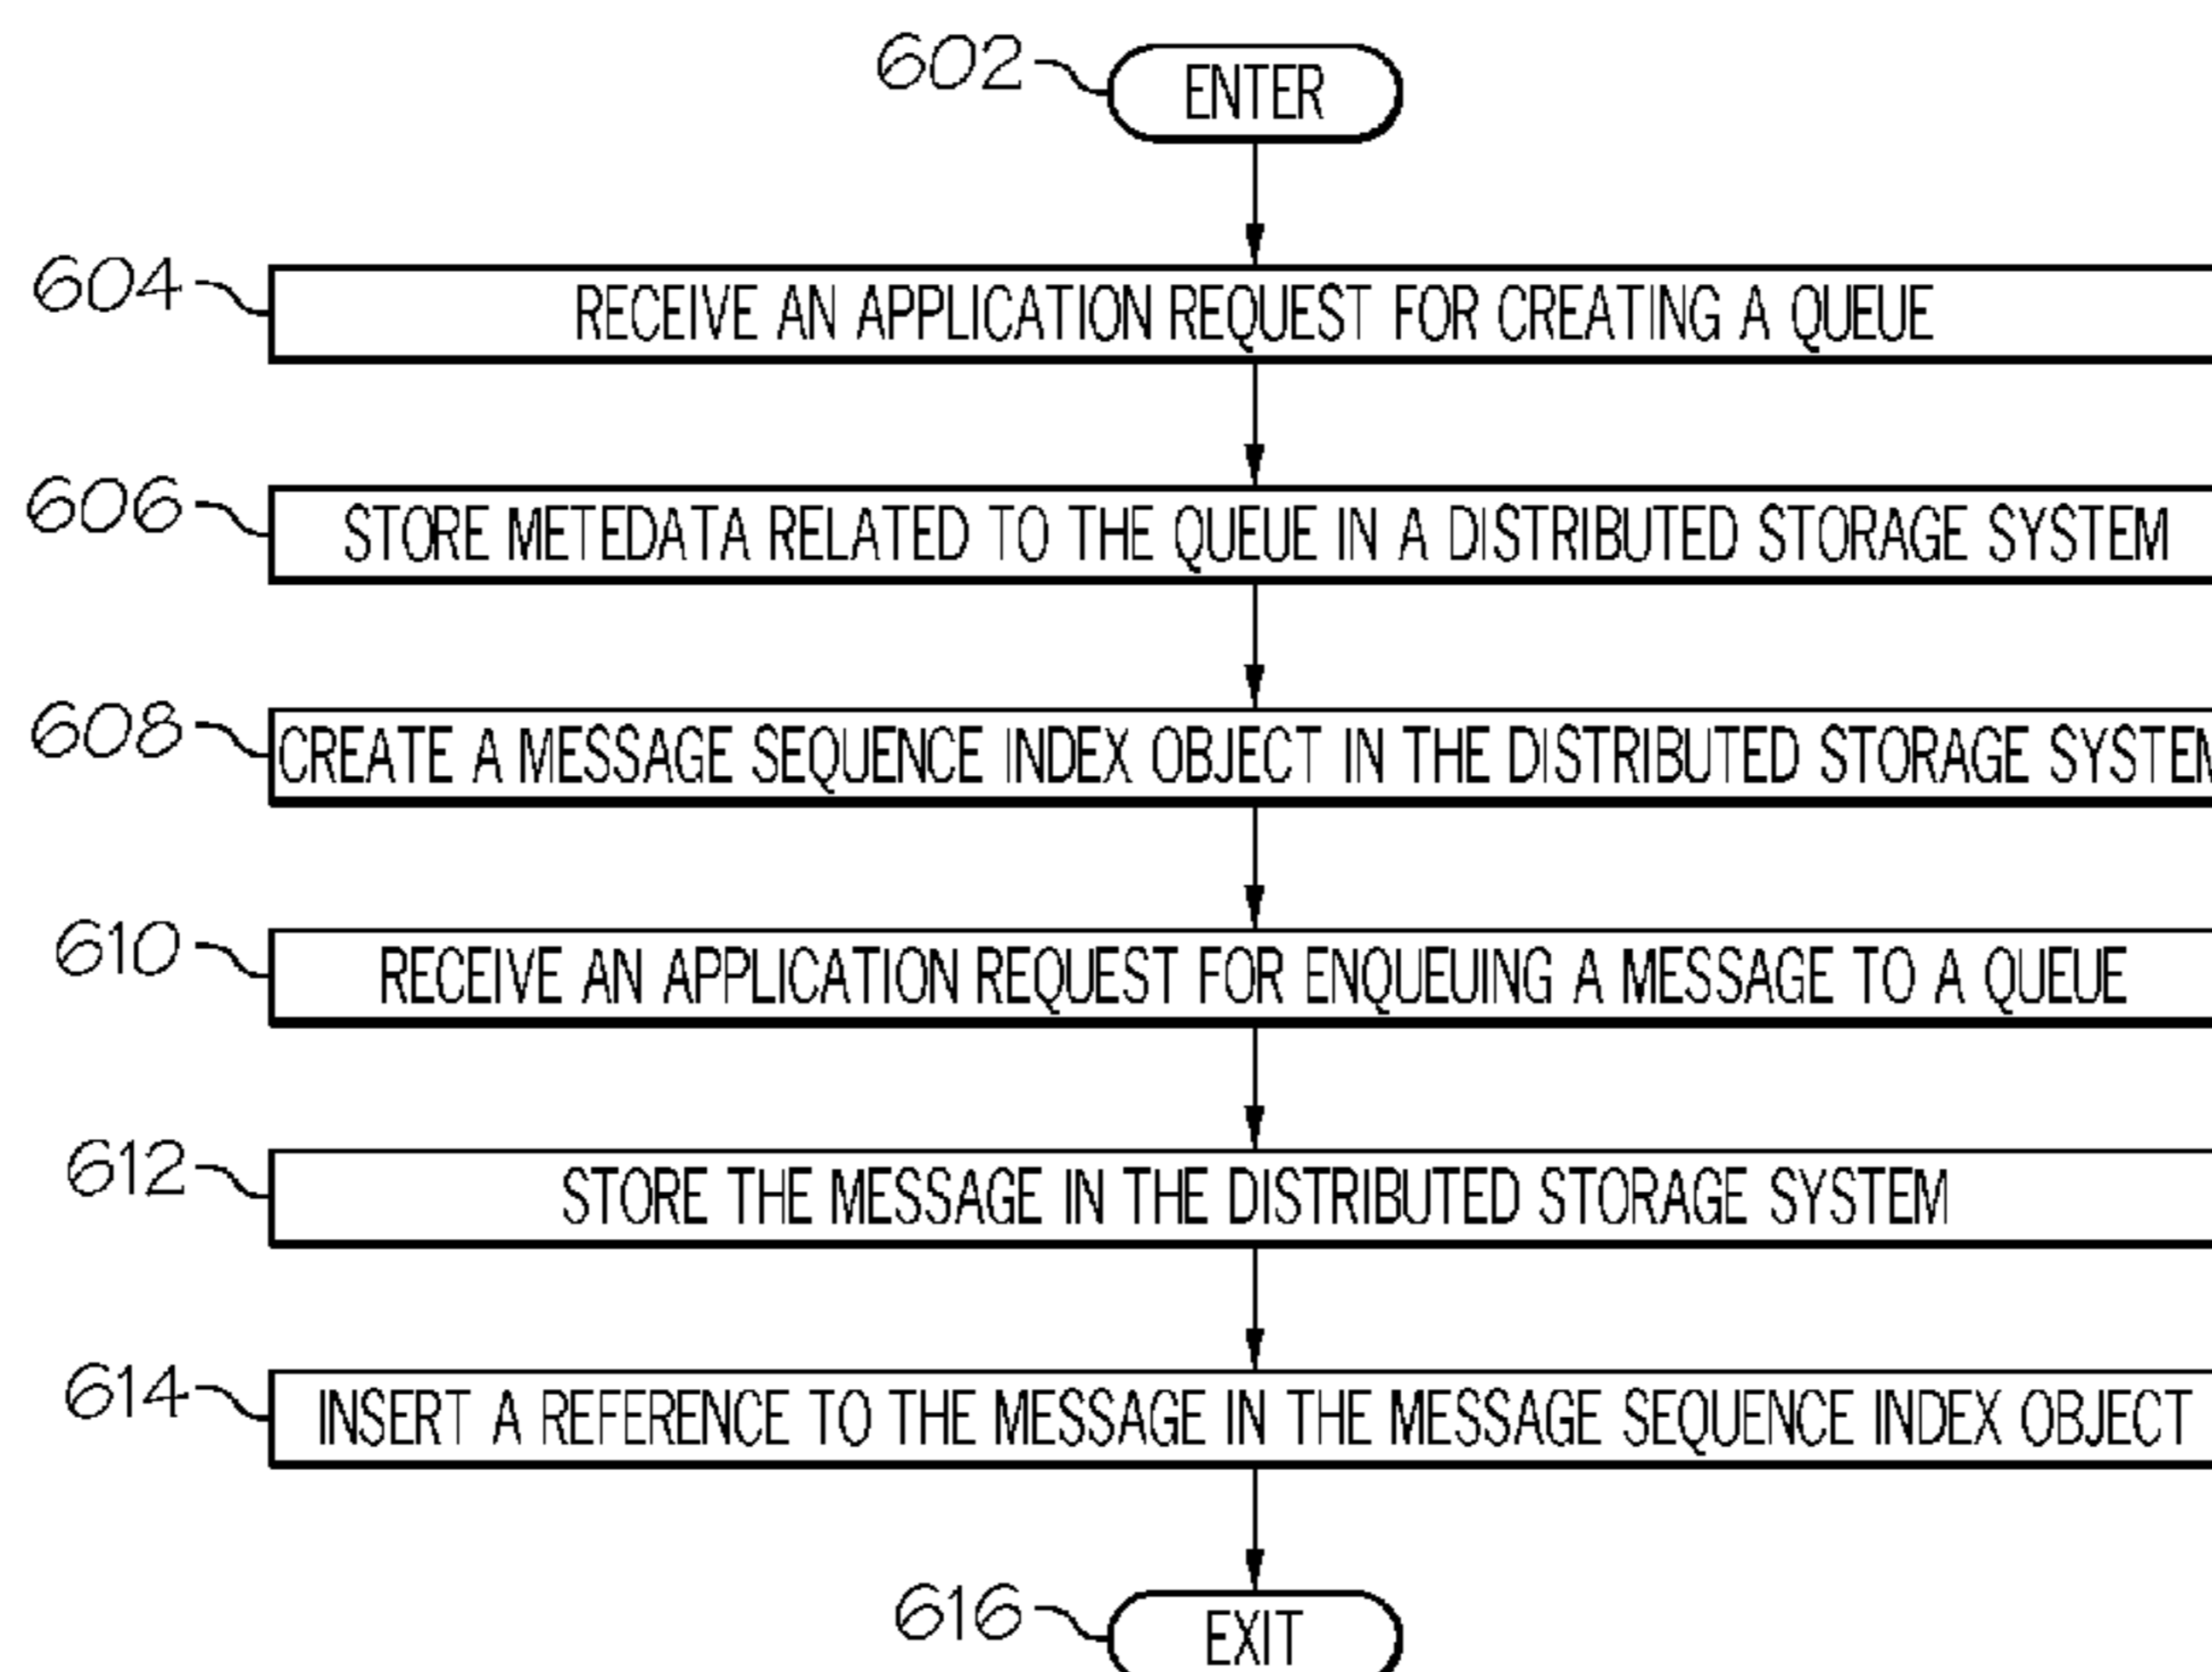 602 ENTER
604 RECEIVE AN APPLICATION REQUEST FOR CREATING A QUEUE
606 STORE METEDATA RELATED TO THE QUEUE IN A DISTRIBUTED STORAGE SYSTEM
608 CREATE A MESSAGE SEQUENCE INDEX OBJECT IN THE DISTRIBUTED STORAGE SYSTEM
610 RECEIVE AN APPLICATION REQUEST FOR ENQUEUING A MESSAGE TO A QUEUE
612 STORE THE MESSAGE IN THE DISTRIBUTED STORAGE SYSTEM
614 INSERT A REFERENCE TO THE MESSAGE IN THE MESSAGE SEQUENCE INDEX OBJECT
616 EXIT